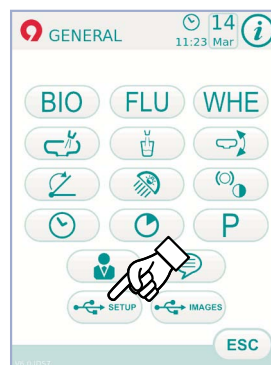 GENERAL
14
11:23 Mar
i
BIO
FLU
WHE
P
SETUP
IMAGES
ESC